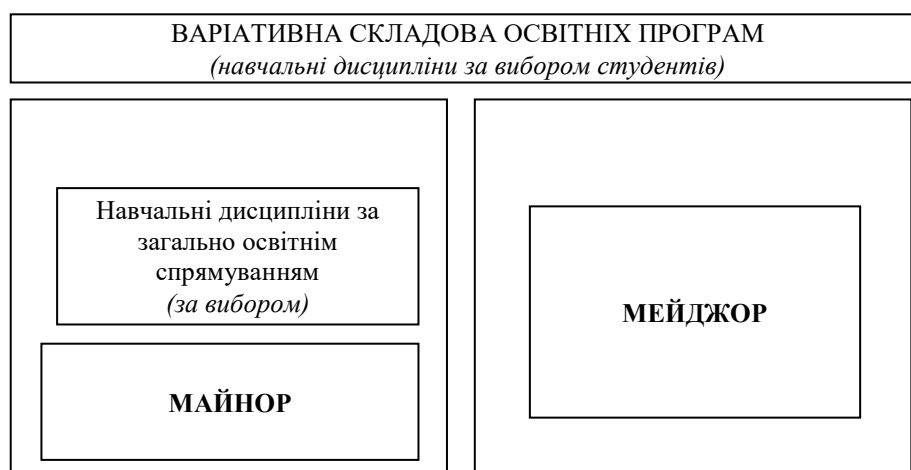 ВАРІАТИВНА СКЛАДОВА ОСВІТНІХ ПРОГРАМ
(навчальні дисципліни за вибором студентів)
Навчальні дисципліни за
загально освітнім
спрямуванням
(за вибором)
МАЙНОР
МЕЙДЖОР